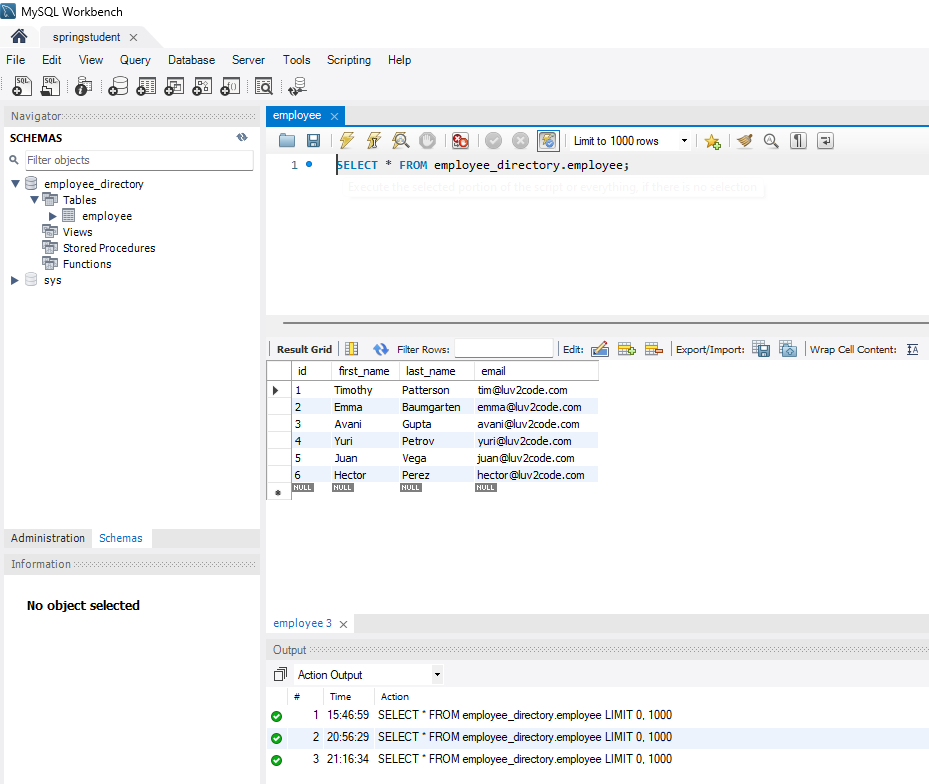 MySQL Workbench
springstudent
File Edit View Query Database Server Tools Scripting Help
Navigator
SCHEMAS
Filter objects
employee_directory
Tables
employee
Views
Stored Procedures
Functions
sys
Administration Schemas
Information
No object selected
employee
Limit to 1000 rows
1 SELECT * FROM employee_directory.employee;
Execute the selected portion of the script or everything, if there is no selection
Result Grid Filter Rows: Edit: Export/Import: Wrap Cell Content: IA
id first_name last_name email
1 Timothy Patterson tim@luv2code.com
2 Emma Baumgarten emma@luv2code.com
3 Avani Gupta avani@luv2code.com
4 Yuri Petrov yuri@luv2code.com
5 Juan Vega juan@luv2code.com
6 Hector Perez hector@luv2code.com
NULL NULL NULL NULL
employee 3
Output
Action Output
# Time Action
1 15:46:59 SELECT * FROM employee_directory.employee LIMIT 0, 1000
2 20:56:29 SELECT * FROM employee_directory.employee LIMIT 0, 1000
3 21:16:34 SELECT * FROM employee_directory.employee LIMIT 0, 1000